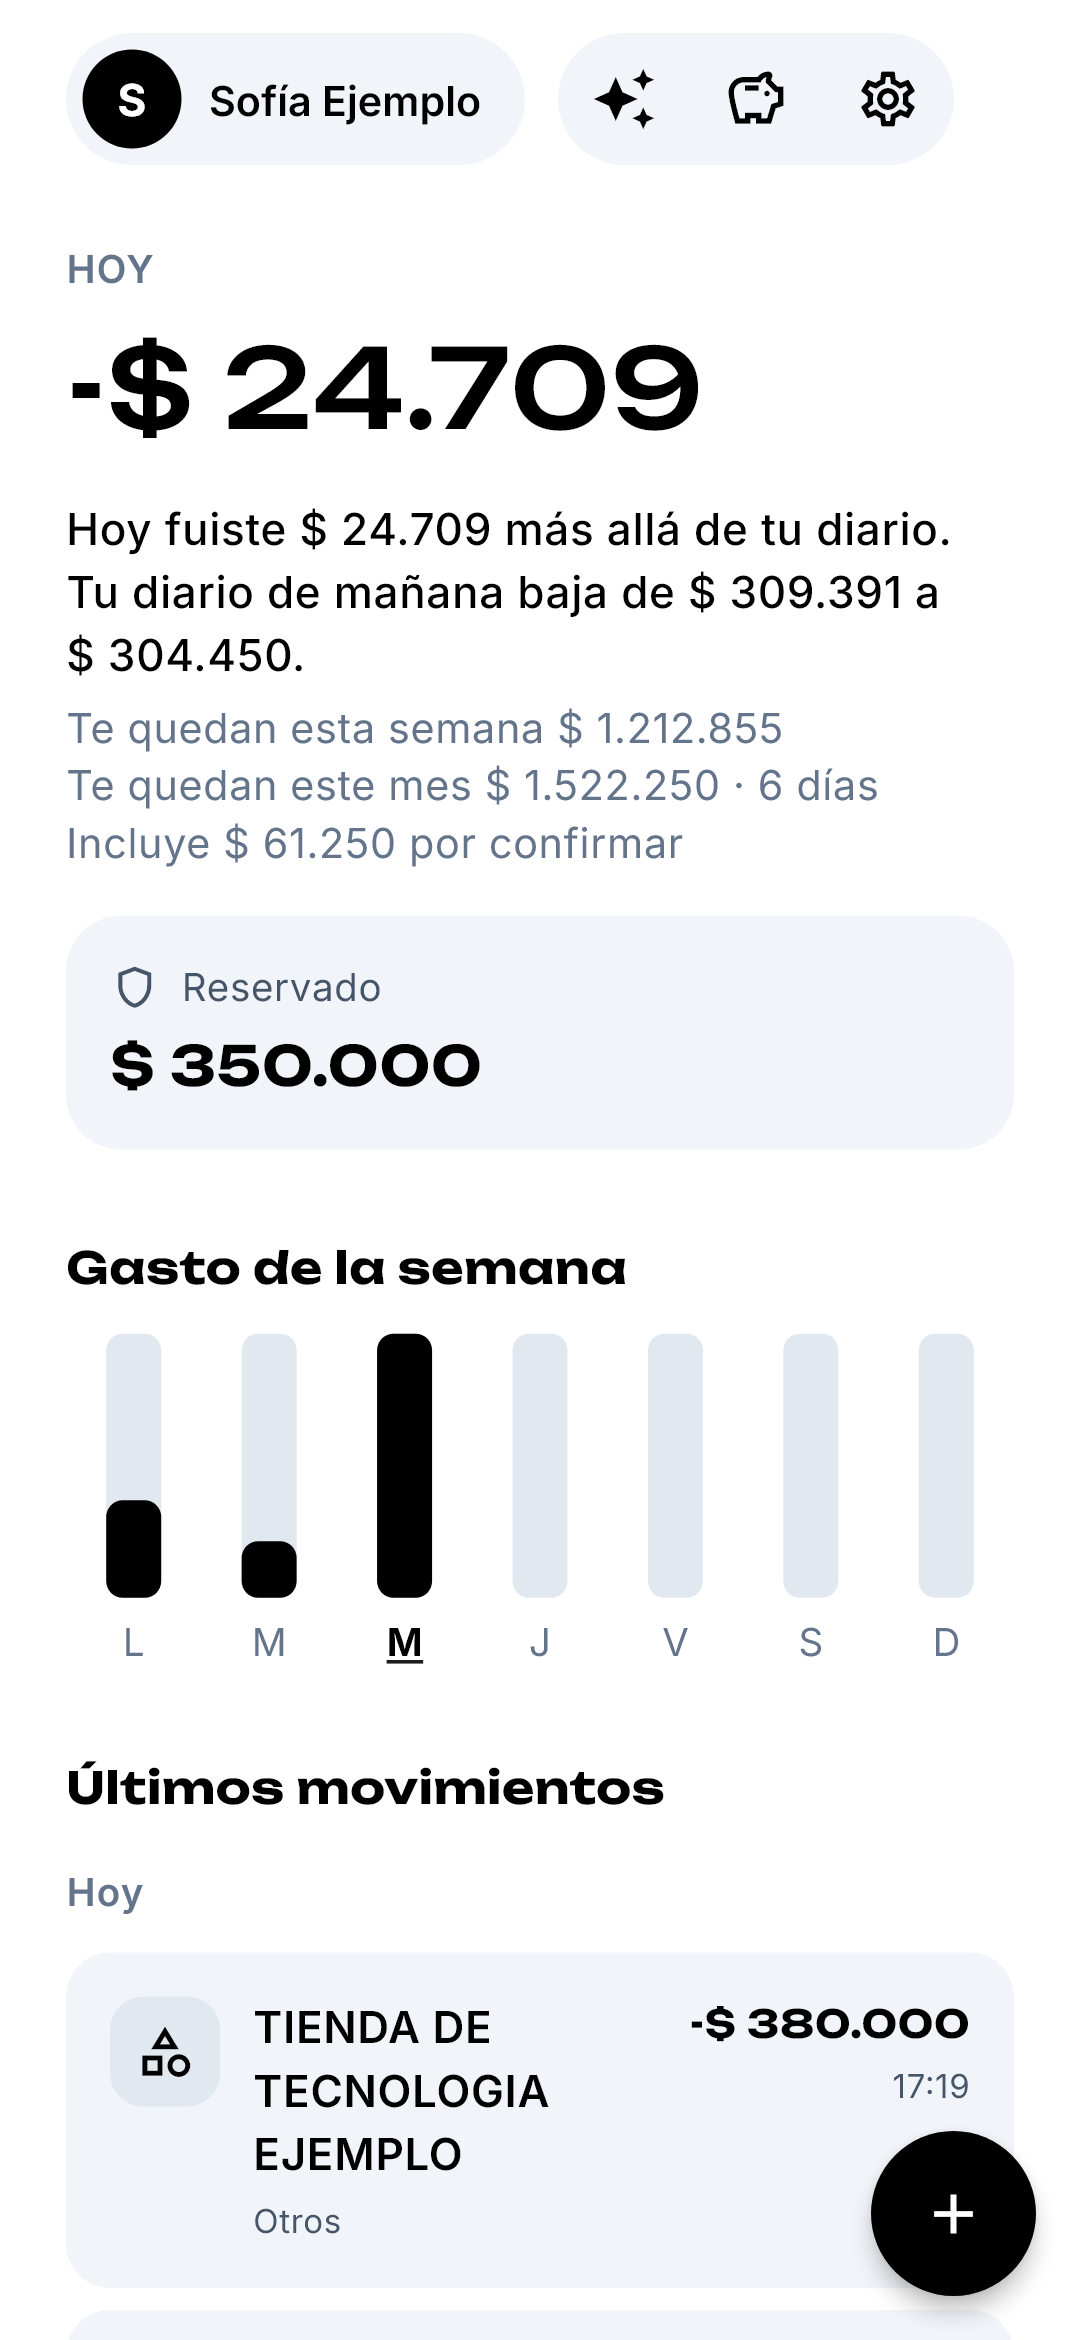 S Sofía Ejemplo
HOY
-$ 24.709
Hoy fuiste $ 24.709 más allá de tu diario.
Tu diario de mañana baja de $ 309.391 a
$ 304.450.
Te quedan esta semana $ 1.212.855
Te quedan este mes $ 1.522.250 · 6 días
Incluye $ 61.250 por confirmar
Reservado
$ 350.000
Gasto de la semana
L M M J V S D
Últimos movimientos
Hoy
TIENDA DE -$ 380.000
TECNOLOGIA 17:19
EJEMPLO
Otros
+